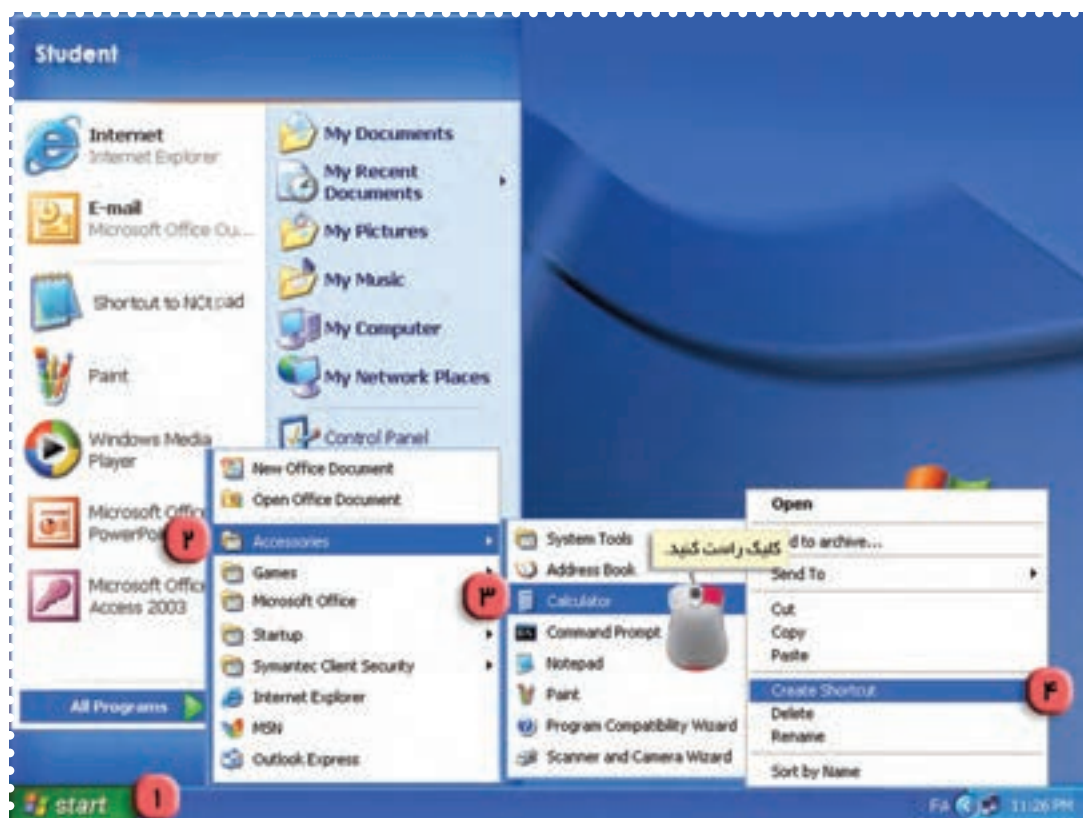 Student
Internet
Internet Explorer
E-mail
Microsoft Office Ou...
Shortcut to NOtpad
Paint
Windows Media
Player
Microsoft Office
PowerPo
Microsoft Office
Access 2003
All Programs
My Documents
My Recent
Documents
My Pictures
My Music
My Computer
My Network Places
Control Panel
New Office Document
Open Office Document
۲
Accessories
Games
Microsoft Office
Startup
Symantec Client Security
Internet Explorer
MSN
Outlook Express
System Tools
Address Book
۳
Calculator
Command Prompt
Notepad
Paint
Program Compatibility Wizard
Scanner and Camera Wizard
کلیک راست کنید.
Open
d to archive...
Send To
Cut
Copy
Paste
Create Shortcut
۴
Delete
Rename
Sort by Name
start
۱
FA
11:26 PM